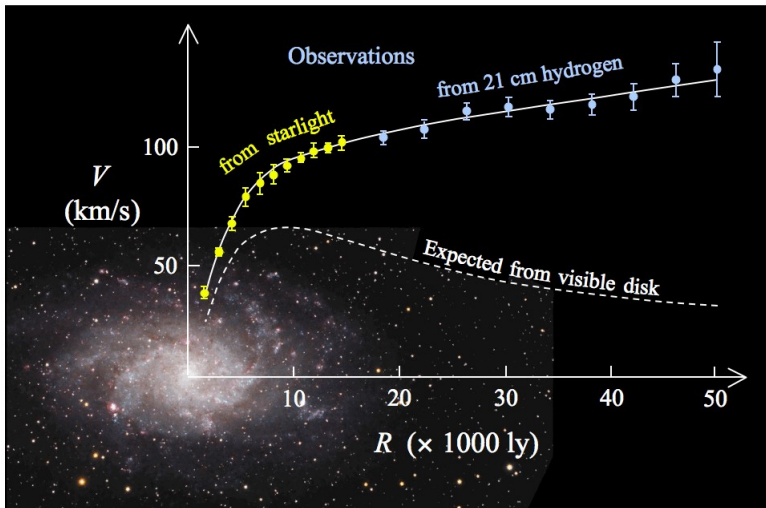 Observations
from 21 cm hydrogen
from starlight
100
V
(km/s)
50
Expected from visible disk
10 20 30 40 50
R (× 1000 ly)